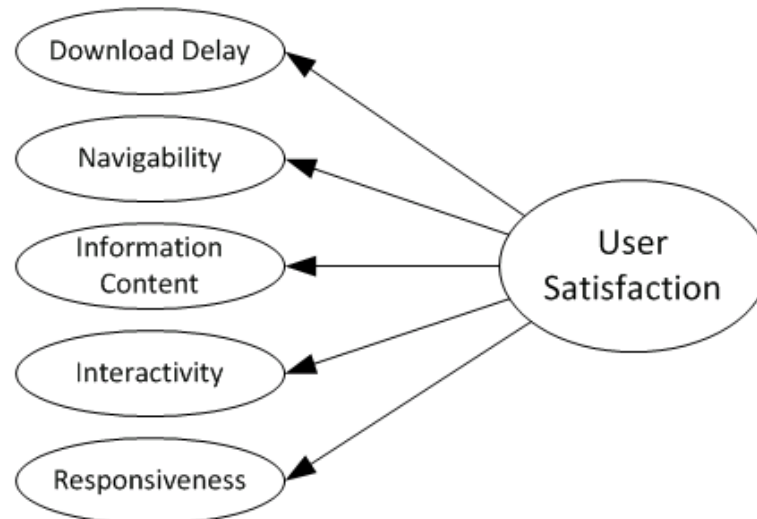 Download Delay
Navigability
Information
Content
Interactivity
Responsiveness
User
Satisfaction